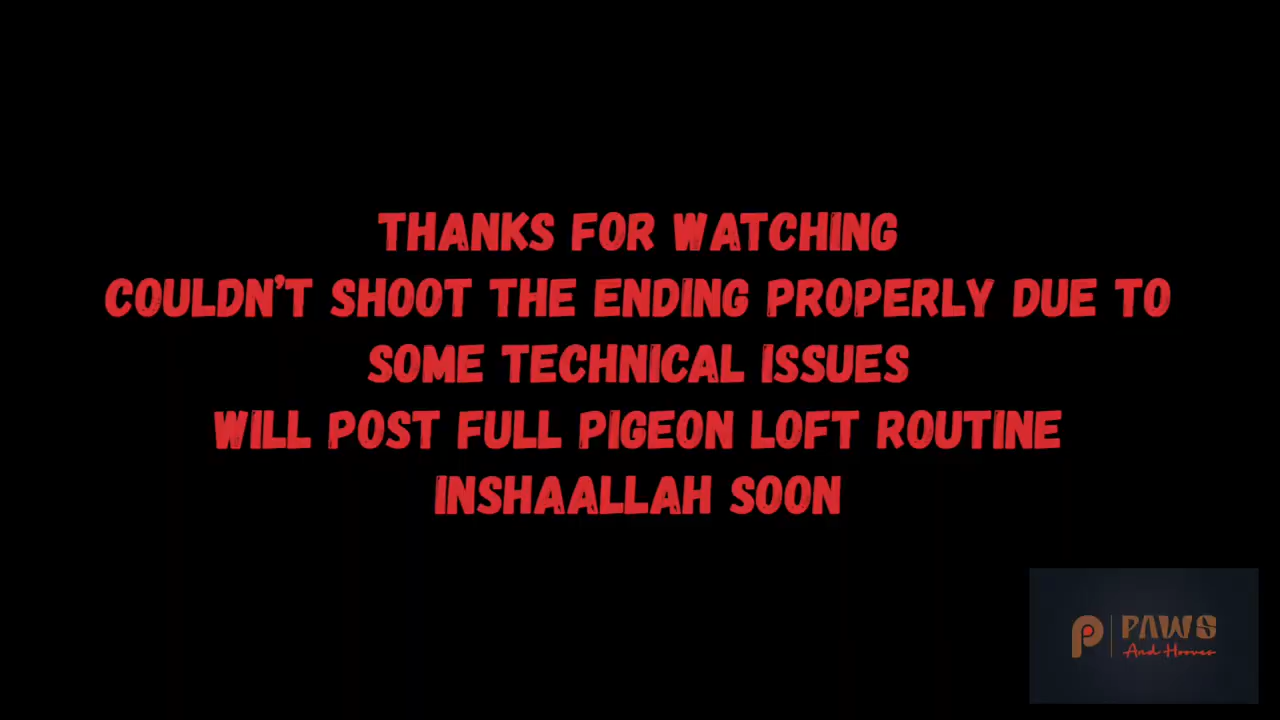 THANKS FOR WATCHING
COULDN'T SHOOT THE ENDING PROPERLY DUE TO
SOME TECHNICAL ISSUES
WILL POST FULL PIGEON LOFT ROUTINE
INSHAALLAH SOON
P | PAWS
And Hooves